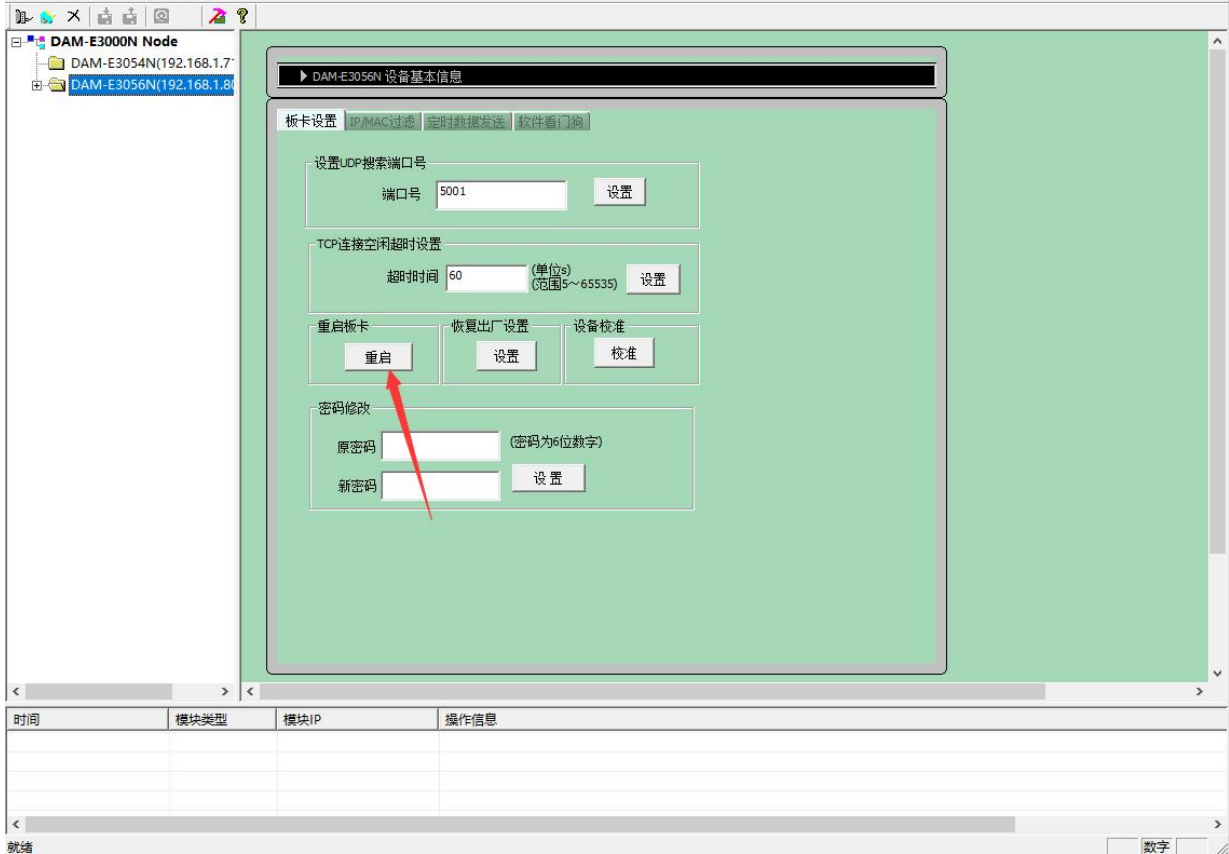 DAM-E3000N Node
DAM-E3054N(192.168.1.7
DAM-E3056N(192.168.1.80
DAM-E3056N 设备基本信息
板卡设置 IP/MAC过滤 定时数据发送 软件看门狗
设置UDP搜索端口号
端口号 5001 设置
TCP连接空闲超时设置
超时时间 60 (单位s) 设置
(范围5～65535)
重启板卡 恢复出厂设置 设备校准
重启 设置 校准
密码修改
原密码 (密码为6位数字)
新密码 设置
时间 模块类型 模块IP 操作信息
就绪 数字